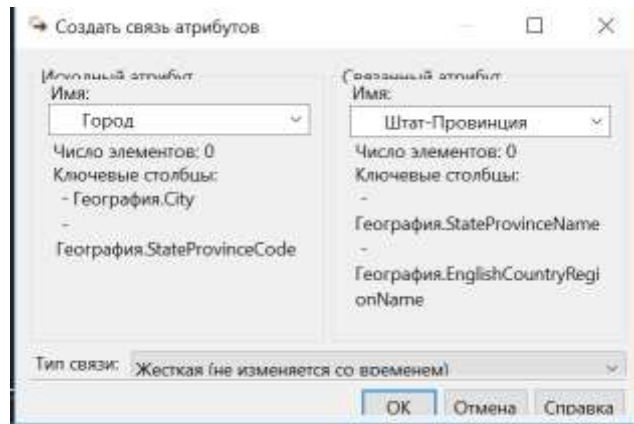 Создать связь атрибутов
Исходный атрибут
Имя:
Город
Число элементов: 0
Ключевые столбцы:
- География.City
-
География.StateProvinceCode
Связанный атрибут
Имя:
Штат-Провинция
Число элементов: 0
Ключевые столбцы:
-
География.StateProvinceName
-
География.EnglishCountryRegi
onName
Тип связи: Жесткая (не изменяется со временем)
ОК Отмена Справка